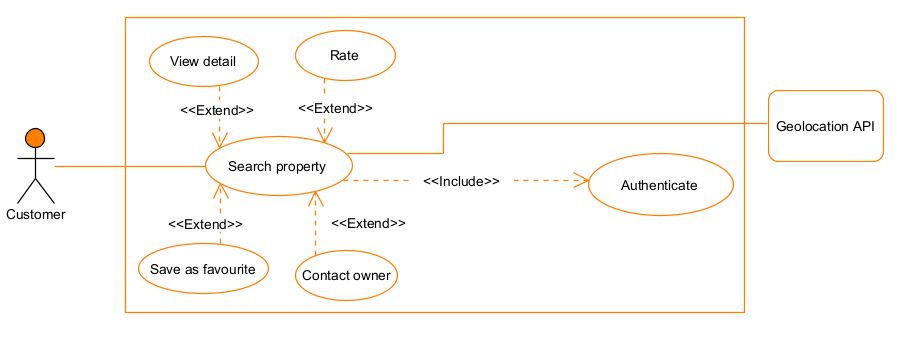 View detail
Rate
<<Extend>>
<<Extend>>
Geolocation API
Search property
<<Include>>
Authenticate
Customer
<<Extend>>
<<Extend>>
Save as favourite
Contact owner